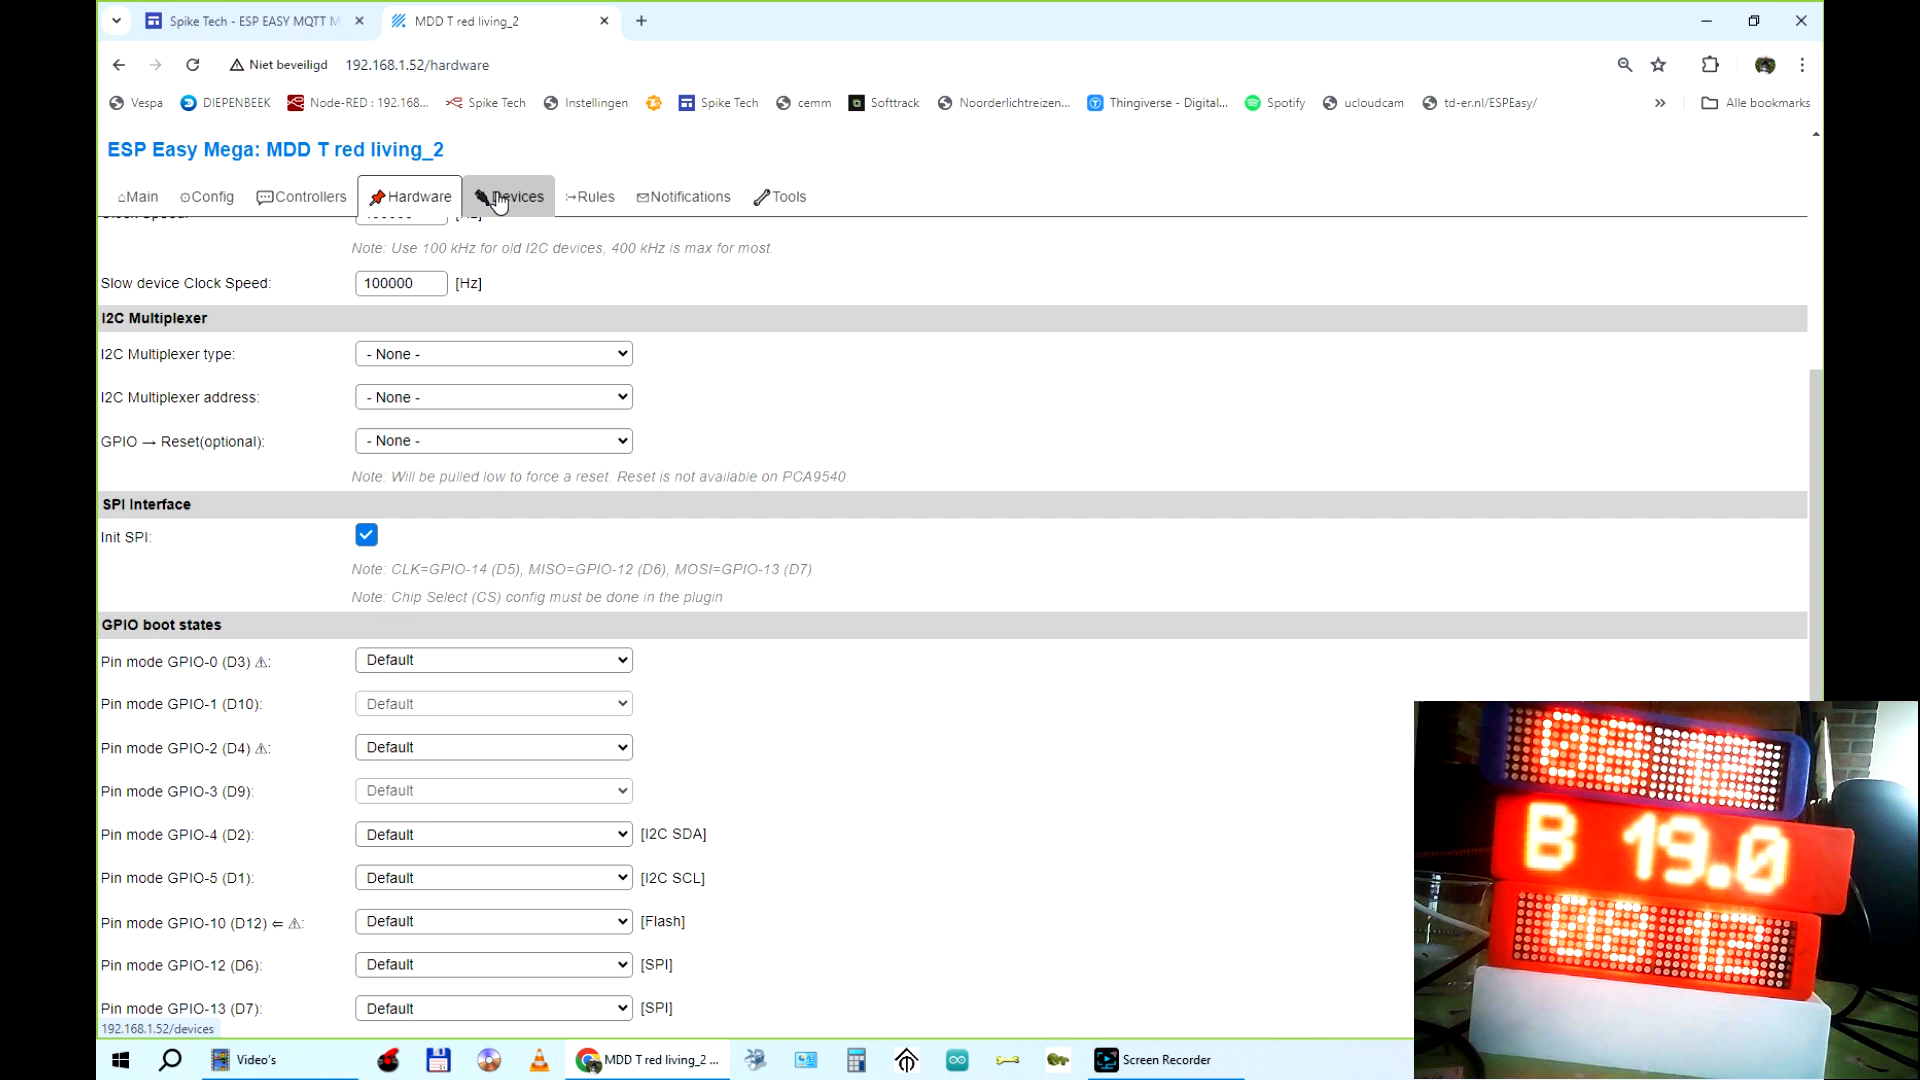 Spike Tech - ESP EASY MQTT M
MDD T red living_2
Niet beveiligd 192.168.1.52/hardware
Vespa DIEPENBEEK Node-RED : 192.168... Spike Tech Instellingen Spike Tech cemm Softtrack Noorderlichtreizen... Thingiverse - Digital... Spotify ucloudcam td-er.nl/ESPEasy/ » Alle bookmarks
ESP Easy Mega: MDD T red living_2
Main Config Controllers Hardware Devices Rules Notifications Tools
Note: Use 100 kHz for old I2C devices, 400 kHz is max for most.
Slow device Clock Speed: 100000 [Hz]
I2C Multiplexer
I2C Multiplexer type: - None -
I2C Multiplexer address: - None -
GPIO → Reset(optional): - None -
Note: Will be pulled low to force a reset. Reset is not available on PCA9540.
SPI Interface
Init SPI:
Note: CLK=GPIO-14 (D5), MISO=GPIO-12 (D6), MOSI=GPIO-13 (D7)
Note: Chip Select (CS) config must be done in the plugin
GPIO boot states
Pin mode GPIO-0 (D3) ⚠: Default
Pin mode GPIO-1 (D10): Default
Pin mode GPIO-2 (D4) ⚠: Default
Pin mode GPIO-3 (D9): Default
Pin mode GPIO-4 (D2): Default [I2C SDA]
Pin mode GPIO-5 (D1): Default [I2C SCL]
Pin mode GPIO-10 (D12) ⇐ ⚠: Default [Flash]
Pin mode GPIO-12 (D6): Default [SPI]
Pin mode GPIO-13 (D7): Default [SPI]
192.168.1.52/devices
08 12
B 19.0
08 12
Video's MDD T red living_2 ... Screen Recorder